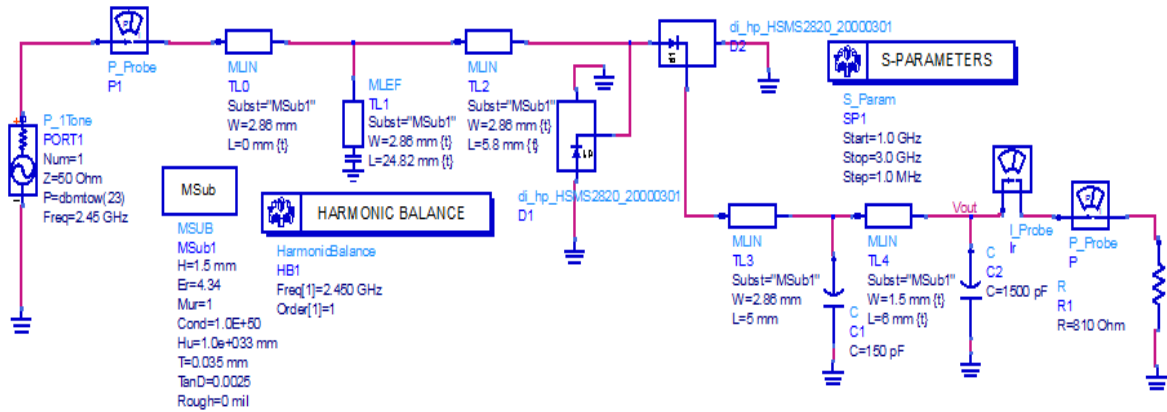 P_Probe
P1
MLIN
TL0
Subst="MSub1"
W=2.86 mm
L=0 mm {t}
MLEF
TL1
Subst="MSub1"
W=2.86 mm {t}
L=24.82 mm {t}
MLIN
TL2
Subst="MSub1"
W=2.86 mm {t}
L=5.8 mm {t}
di_hp_HSMS2820_20000301
D2
di_hp_HSMS2820_20000301
D1
S-PARAMETERS
S_Param
SP1
Start=1.0 GHz
Stop=3.0 GHz
Step=1.0 MHz
P_1Tone
PORT1
Num=1
Z=50 Ohm
P=dbmtow(23)
Freq=2.45 GHz
MSub
MSUB
MSub1
H=1.5 mm
Er=4.34
Mur=1
Cond=1.0E+50
Hu=1.0e+033 mm
T=0.035 mm
TanD=0.0025
Rough=0 mil
HARMONIC BALANCE
HarmonicBalance
HB1
Freq[1]=2.450 GHz
Order[1]=1
MLIN
TL3
Subst="MSub1"
W=2.86 mm
L=5 mm
C
C1
C=150 pF
MLIN
TL4
Subst="MSub1"
W=1.5 mm {t}
L=6 mm {t}
Vout
C
C2
C=1500 pF
I_Probe
Ir
P_Probe
P
R
R1
R=810 Ohm